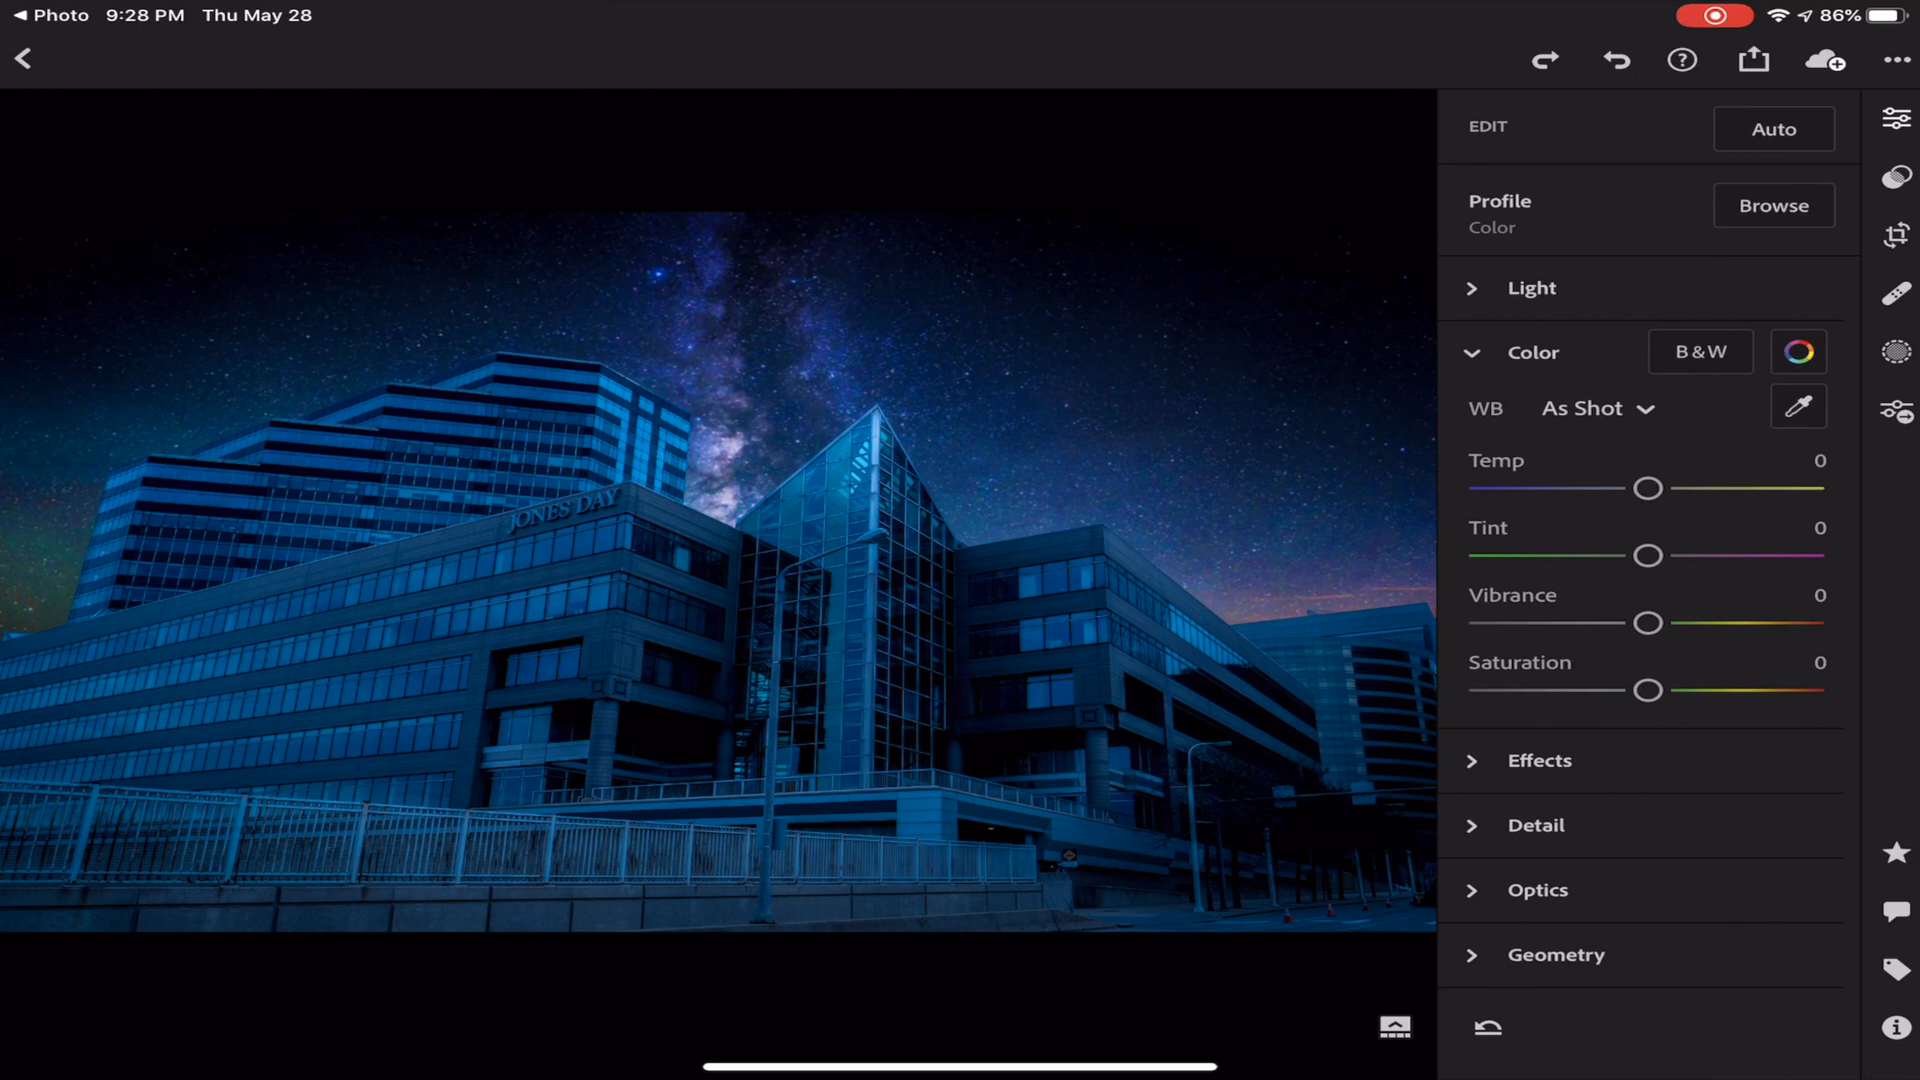 Photo 9:28 PM Thu May 28
86%
EDIT
Auto
Profile
Color
Browse
Light
Color
B & W
WB As Shot
Temp 0
Tint 0
Vibrance 0
Saturation 0
Effects
Detail
Optics
Geometry
JONES DAY